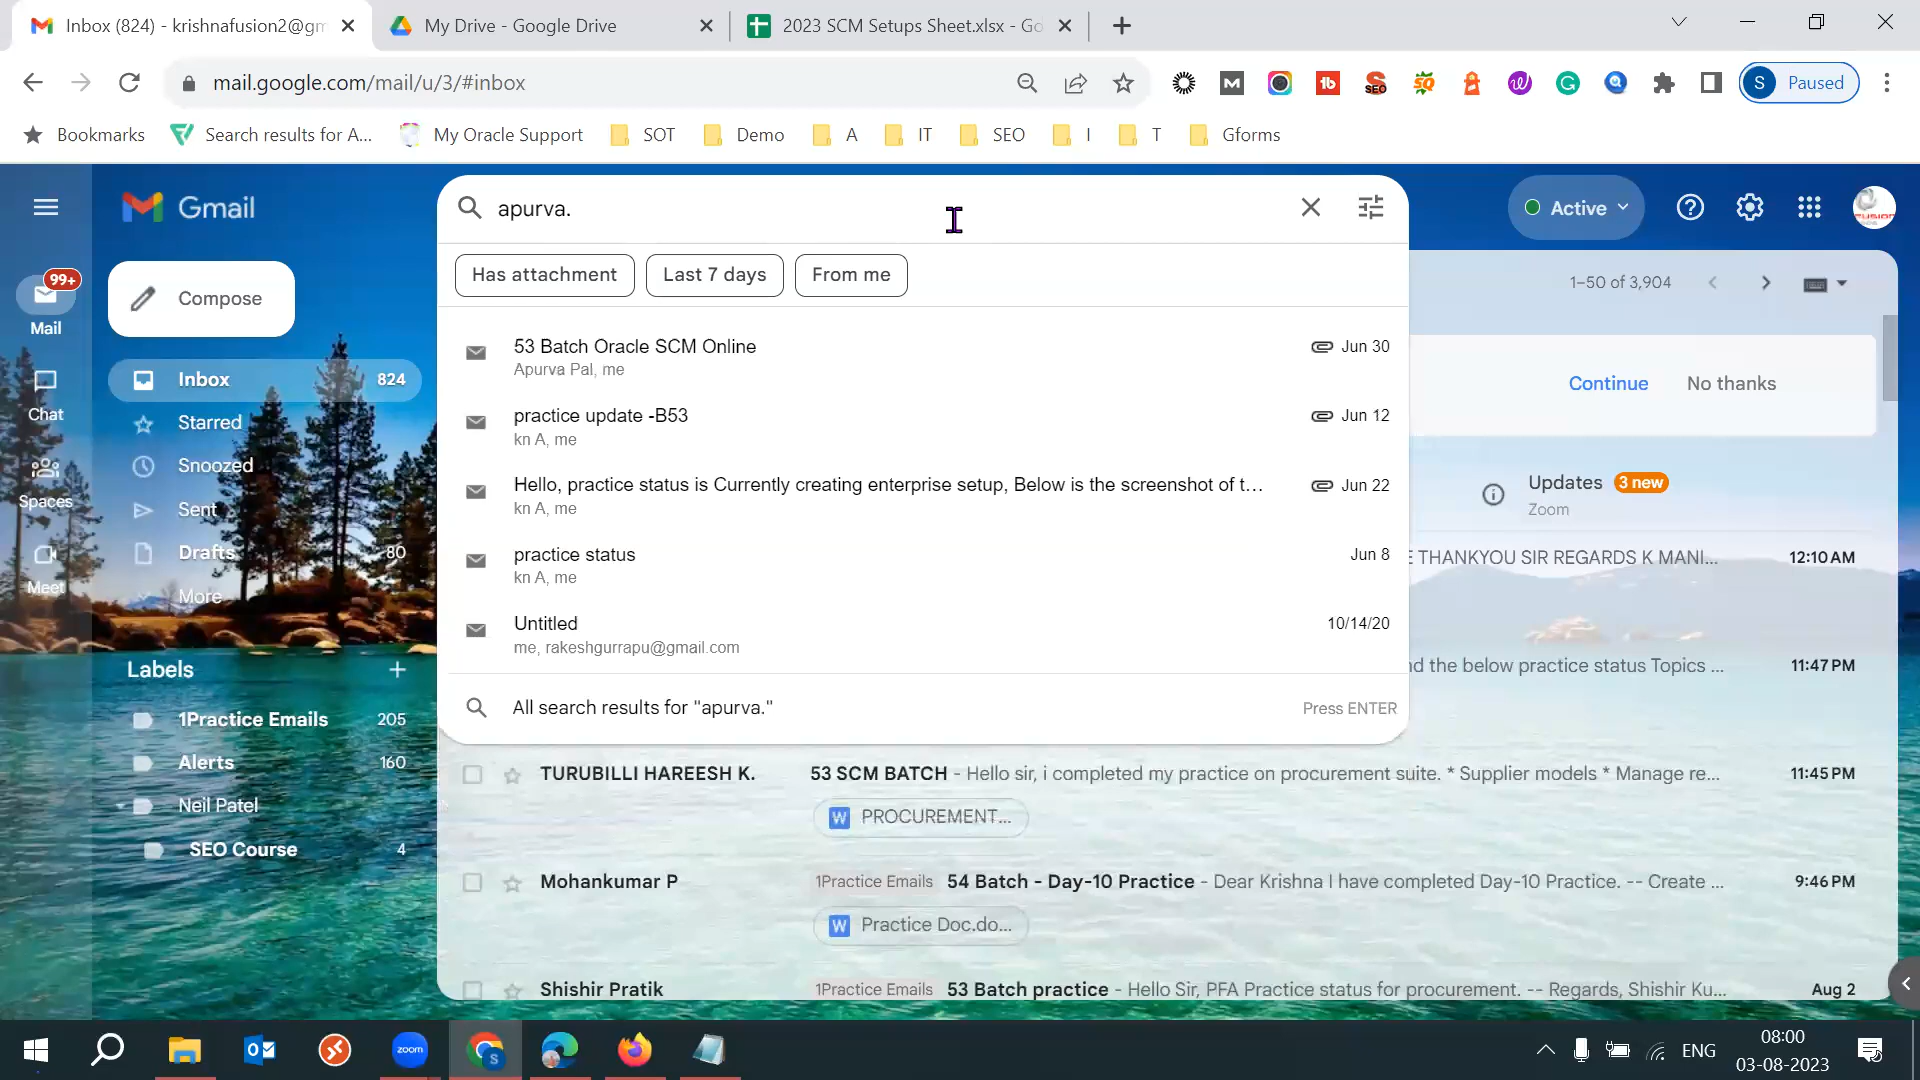 Inbox (824) - krishnafusion2@gm
My Drive - Google Drive
2023 SCM Setups Sheet.xlsx - Go
mail.google.com/mail/u/3/#inbox
S Paused
Bookmarks
Search results for A...
My Oracle Support
SOT
Demo
A
IT
SEO
I
T
Gforms
Gmail
apurva.
Active
99+
Mail
Chat
Spaces
Meet
Compose
Inbox 824
Starred
Snoozed
Sent
Drafts 80
More
Labels
1Practice Emails 205
Alerts 160
Neil Patel
SEO Course 4
Has attachment
Last 7 days
From me
53 Batch Oracle SCM Online Jun 30
Apurva Pal, me
practice update -B53 Jun 12
kn A, me
Hello, practice status is Currently creating enterprise setup, Below is the screenshot of t... Jun 22
kn A, me
practice status Jun 8
kn A, me
Untitled 10/14/20
me, rakeshgurrapu@gmail.com
All search results for "apurva." Press ENTER
1–50 of 3,904
Continue
No thanks
Updates 3 new
Zoom
THANKYOU SIR REGARDS K MANI... 12:10 AM
the below practice status Topics ... 11:47 PM
TURUBILLI HAREESH K. 53 SCM BATCH - Hello sir, i completed my practice on procurement suite. * Supplier models * Manage re... 11:45 PM
PROCUREMENT...
Mohankumar P 1Practice Emails 54 Batch - Day-10 Practice - Dear Krishna I have completed Day-10 Practice. -- Create ... 9:46 PM
Practice Doc.do...
Shishir Pratik 1Practice Emails 53 Batch practice - Hello Sir, PFA Practice status for procurement. -- Regards, Shishir Ku... Aug 2
zoom
ENG
08:00
03-08-2023